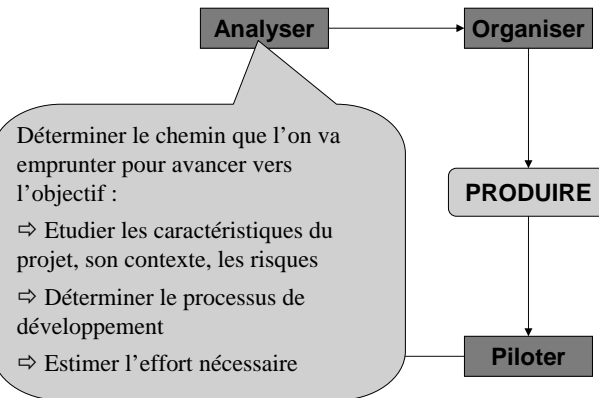 Analyser
Organiser
Déterminer le chemin que l'on va
emprunter pour avancer vers
l'objectif :
⇨ Etudier les caractéristiques du
projet, son contexte, les risques
⇨ Déterminer le processus de
développement
⇨ Estimer l'effort nécessaire
PRODUIRE
Piloter